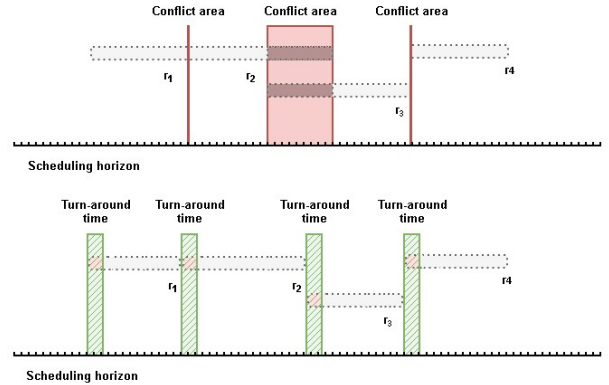 Conflict area Conflict area Conflict area
r1 r2 r4
r3
Scheduling horizon
Turn-around time Turn-around time Turn-around time Turn-around time
r1 r2 r4
r3
Scheduling horizon